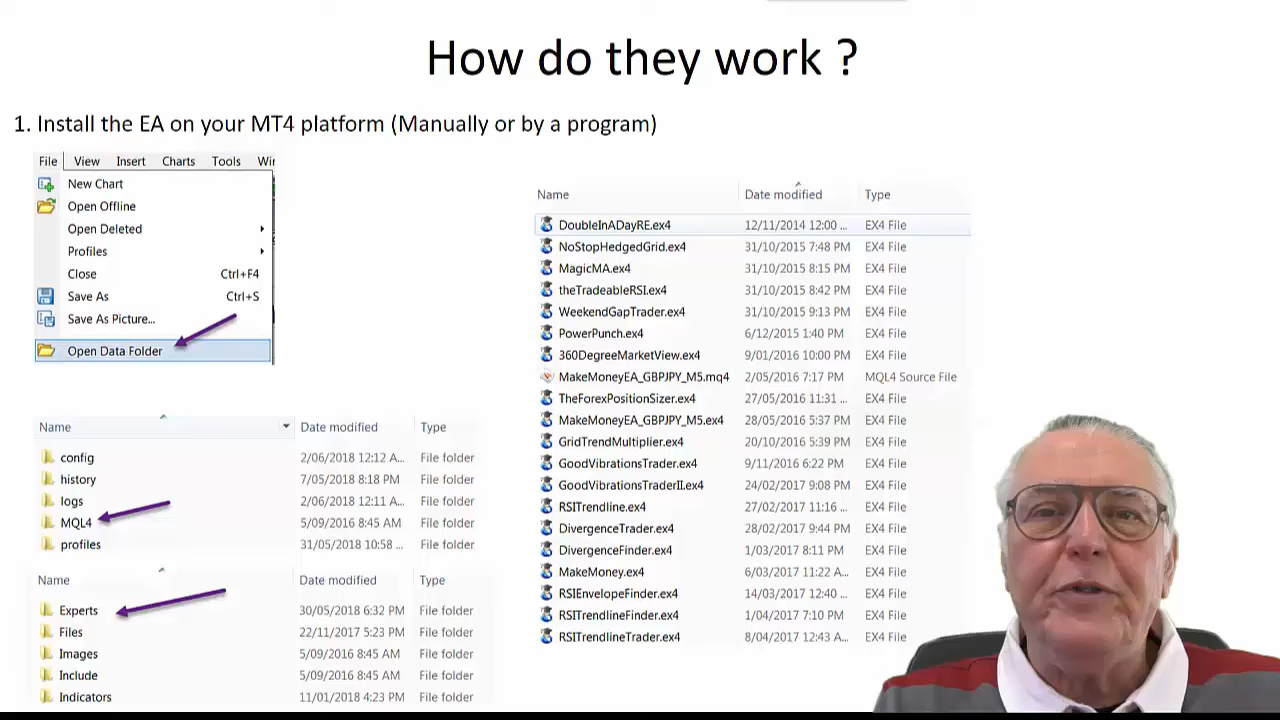 How do they work ?
1. Install the EA on your MT4 platform (Manually or by a program)
File View Insert Charts Tools Wir
New Chart
Open Offline
Open Deleted
Profiles
Close Ctrl+F4
Save As Ctrl+S
Save As Picture...
Open Data Folder
Name Date modified Type
config 2/06/2018 12:12 A... File folder
history 7/05/2018 8:18 PM File folder
logs 2/06/2018 12:11 A... File folder
MQL4 5/09/2016 8:45 AM File folder
profiles 31/05/2018 10:58 ... File folder
Name Date modified Type
Experts 30/05/2018 6:32 PM File folder
Files 22/11/2017 5:23 PM File folder
Images 5/09/2016 8:45 AM File folder
Include 5/09/2016 8:45 AM File folder
Indicators 11/01/2018 4:23 PM File folder
Name Date modified Type
DoubleInADayRE.ex4 12/11/2014 12:00 ... EX4 File
NoStopHedgedGrid.ex4 31/10/2015 7:48 PM EX4 File
MagicMA.ex4 31/10/2015 8:15 PM EX4 File
theTradeableRSI.ex4 31/10/2015 8:42 PM EX4 File
WeekendGapTrader.ex4 31/10/2015 9:13 PM EX4 File
PowerPunch.ex4 6/12/2015 1:40 PM EX4 File
360DegreeMarketView.ex4 9/01/2016 10:00 PM EX4 File
MakeMoneyEA_GBPJPY_M5.mq4 2/05/2016 7:17 PM MQL4 Source File
TheForexPositionSizer.ex4 27/05/2016 11:31 ... EX4 File
MakeMoneyEA_GBPJPY_M5.ex4 28/05/2016 5:37 PM EX4 File
GridTrendMultiplier.ex4 20/10/2016 5:39 PM EX4 File
GoodVibrationsTrader.ex4 9/11/2016 6:22 PM EX4 File
GoodVibrationsTraderII.ex4 24/02/2017 9:08 PM EX4 File
RSITrendline.ex4 27/02/2017 11:16 ... EX4 File
DivergenceTrader.ex4 28/02/2017 9:44 PM EX4 File
DivergenceFinder.ex4 1/03/2017 8:11 PM EX4 File
MakeMoney.ex4 6/03/2017 11:22 A... EX4 File
RSIEnvelopeFinder.ex4 14/03/2017 12:40 ... EX4 File
RSITrendlineFinder.ex4 1/04/2017 7:10 PM EX4 File
RSITrendlineTrader.ex4 8/04/2017 12:43 A... EX4 File